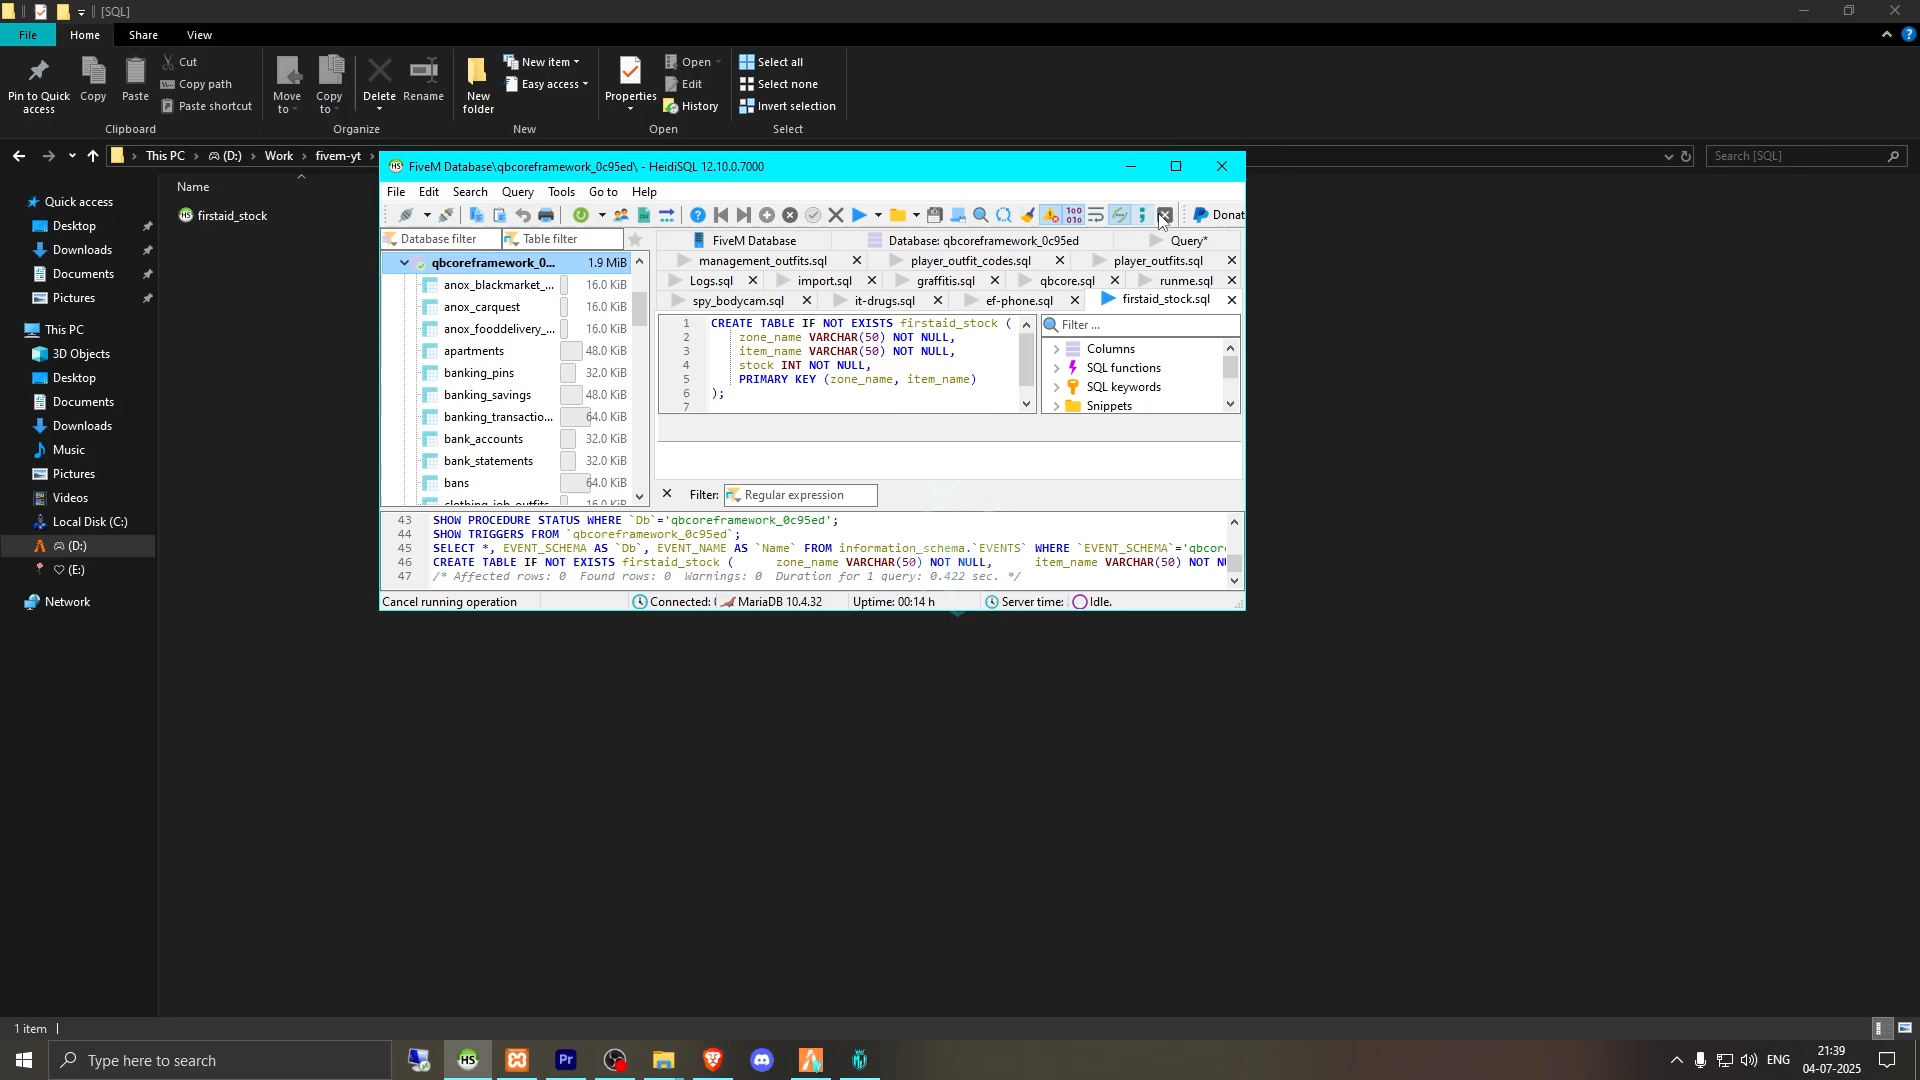 [SQL]
File Home Share View
Pin to Quick access
Copy
Paste
Cut
Copy path
Paste shortcut
Clipboard
Move to
Copy to
Delete
Rename
Organize
New folder
New item
Easy access
New
Properties
Open
Edit
History
Open
Select all
Select none
Invert selection
Select
This PC > (D:) > Work > fivem-yt >
Search [SQL]
Quick access
Desktop
Downloads
Documents
Pictures
This PC
3D Objects
Desktop
Documents
Downloads
Music
Pictures
Videos
Local Disk (C:)
(D:)
(E:)
Network
Name
firstaid_stock
FiveM Database\qbcoreframework_0c95ed\ - HeidiSQL 12.10.0.7000
File Edit Search Query Tools Go to Help
Donat
Database filter
Table filter
qbcoreframework_0... 1.9 MiB
anox_blackmarket_... 16.0 KiB
anox_carquest 16.0 KiB
anox_fooddelivery_... 16.0 KiB
apartments 48.0 KiB
banking_pins 32.0 KiB
banking_savings 48.0 KiB
banking_transactio... 64.0 KiB
bank_accounts 32.0 KiB
bank_statements 32.0 KiB
bans 64.0 KiB
clothing_job_outfits 16.0 KiB
FiveM Database
Database: qbcoreframework_0c95ed
Query*
management_outfits.sql
player_outfit_codes.sql
player_outfits.sql
Logs.sql
import.sql
graffitis.sql
qbcore.sql
runme.sql
spy_bodycam.sql
it-drugs.sql
ef-phone.sql
firstaid_stock.sql
1 CREATE TABLE IF NOT EXISTS firstaid_stock (
2 zone_name VARCHAR(50) NOT NULL,
3 item_name VARCHAR(50) NOT NULL,
4 stock INT NOT NULL,
5 PRIMARY KEY (zone_name, item_name)
6 );
7
Filter ...
Columns
SQL functions
SQL keywords
Snippets
Filter: Regular expression
43 SHOW PROCEDURE STATUS WHERE `Db`='qbcoreframework_0c95ed';
44 SHOW TRIGGERS FROM `qbcoreframework_0c95ed`;
45 SELECT *, EVENT_SCHEMA AS `Db`, EVENT_NAME AS `Name` FROM information_schema.`EVENTS` WHERE `EVENT_SCHEMA`='qbcor
46 CREATE TABLE IF NOT EXISTS firstaid_stock ( zone_name VARCHAR(50) NOT NULL, item_name VARCHAR(50) NOT NU
47 /* Affected rows: 0 Found rows: 0 Warnings: 0 Duration for 1 query: 0.422 sec. */
Cancel running operation
Connected: (
MariaDB 10.4.32
Uptime: 00:14 h
Server time:
Idle.
1 item
Type here to search
HS
Pr
ENG
21:39
04-07-2025